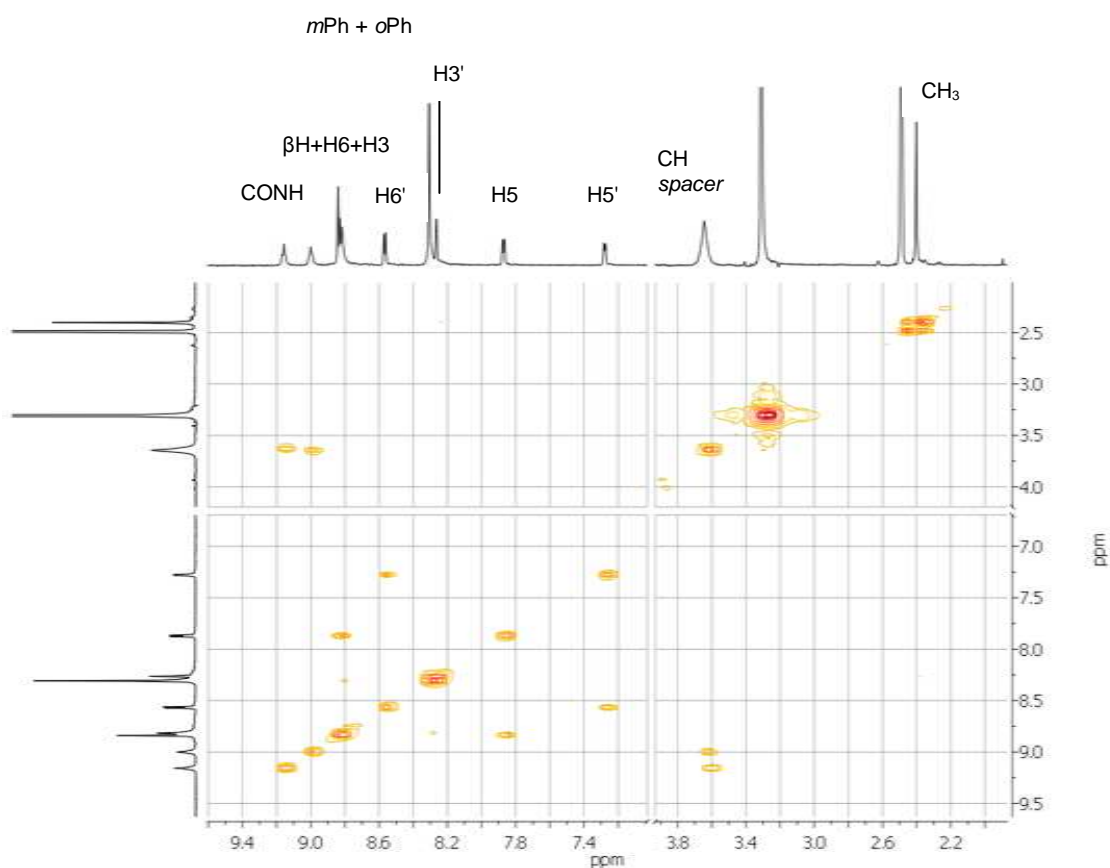 mPh + oPh
H3'
CH₃
βH+H6+H3
CH
spacer
CONH
H6'
H5
H5'
2.5
3.0
3.5
4.0
7.0
7.5
8.0
8.5
9.0
9.5
ppm
9.4 9.0 8.6 8.2 7.8 7.4 3.8 3.4 3.0 2.6 2.2
ppm